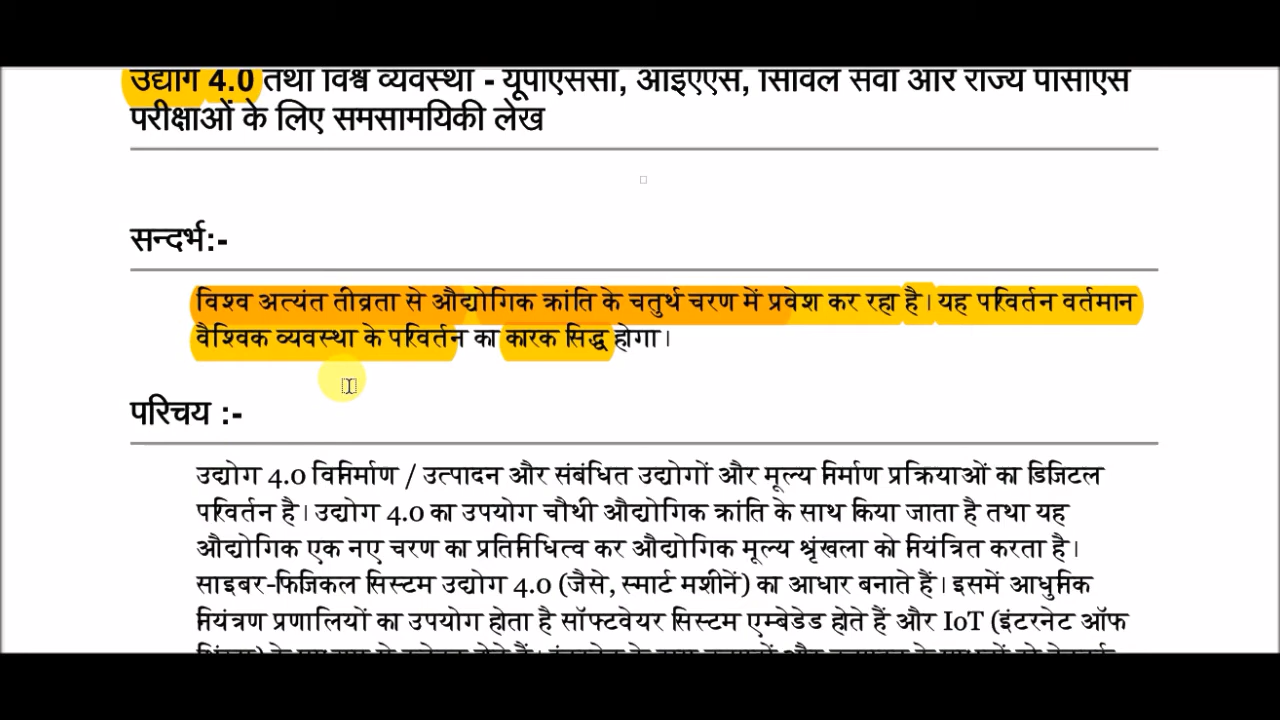 उद्योग 4.0 तथा विश्व व्यवस्था - यूपीएससी, आईएएस, सिविल सेवा और राज्य पीसीएस
परीक्षाओं के लिए समसामयिकी लेख
सन्दर्भ:-
विश्व अत्यंत तीव्रता से औद्योगिक क्रांति के चतुर्थ चरण में प्रवेश कर रहा है। यह परिवर्तन वर्तमान
वैश्विक व्यवस्था के परिवर्तन का कारक सिद्ध होगा।
परिचय :-
उद्योग 4.0 विनिर्माण / उत्पादन और संबंधित उद्योगों और मूल्य निर्माण प्रक्रियाओं का डिजिटल
परिवर्तन है। उद्योग 4.0 का उपयोग चौथी औद्योगिक क्रांति के साथ किया जाता है तथा यह
औद्योगिक एक नए चरण का प्रतिनिधित्व कर औद्योगिक मूल्य श्रृंखला को नियंत्रित करता है।
साइबर-फिजिकल सिस्टम उद्योग 4.0 (जैसे, स्मार्ट मशीनें) का आधार बनाते हैं। इसमें आधुनिक
नियंत्रण प्रणालियों का उपयोग होता है सॉफ्टवेयर सिस्टम एम्बेडेड होते हैं और IoT (इंटरनेट ऑफ